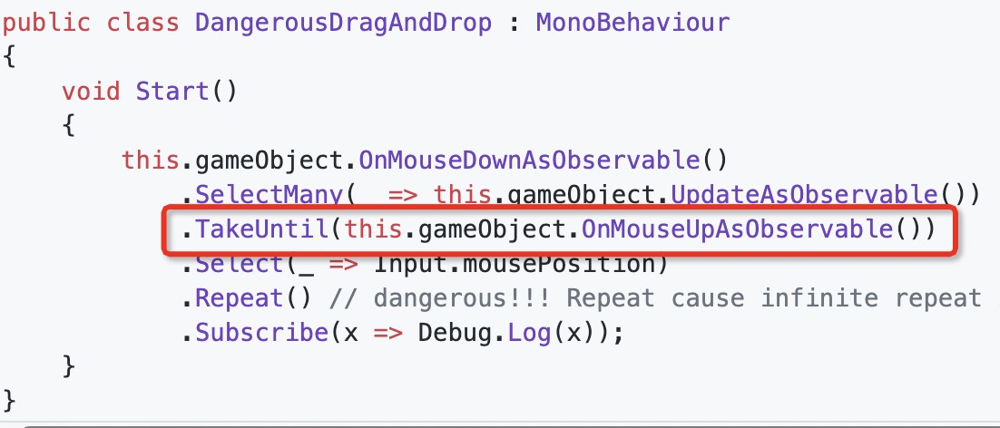 public class DangerousDragAndDrop : MonoBehaviour
{
    void Start()
    {
        this.gameObject.OnMouseDownAsObservable()
            .SelectMany(_ => this.gameObject.UpdateAsObservable())
            .TakeUntil(this.gameObject.OnMouseUpAsObservable())
            .Select(_ => Input.mousePosition)
            .Repeat() // dangerous!!! Repeat cause infinite repeat
            .Subscribe(x => Debug.Log(x));
    }
}